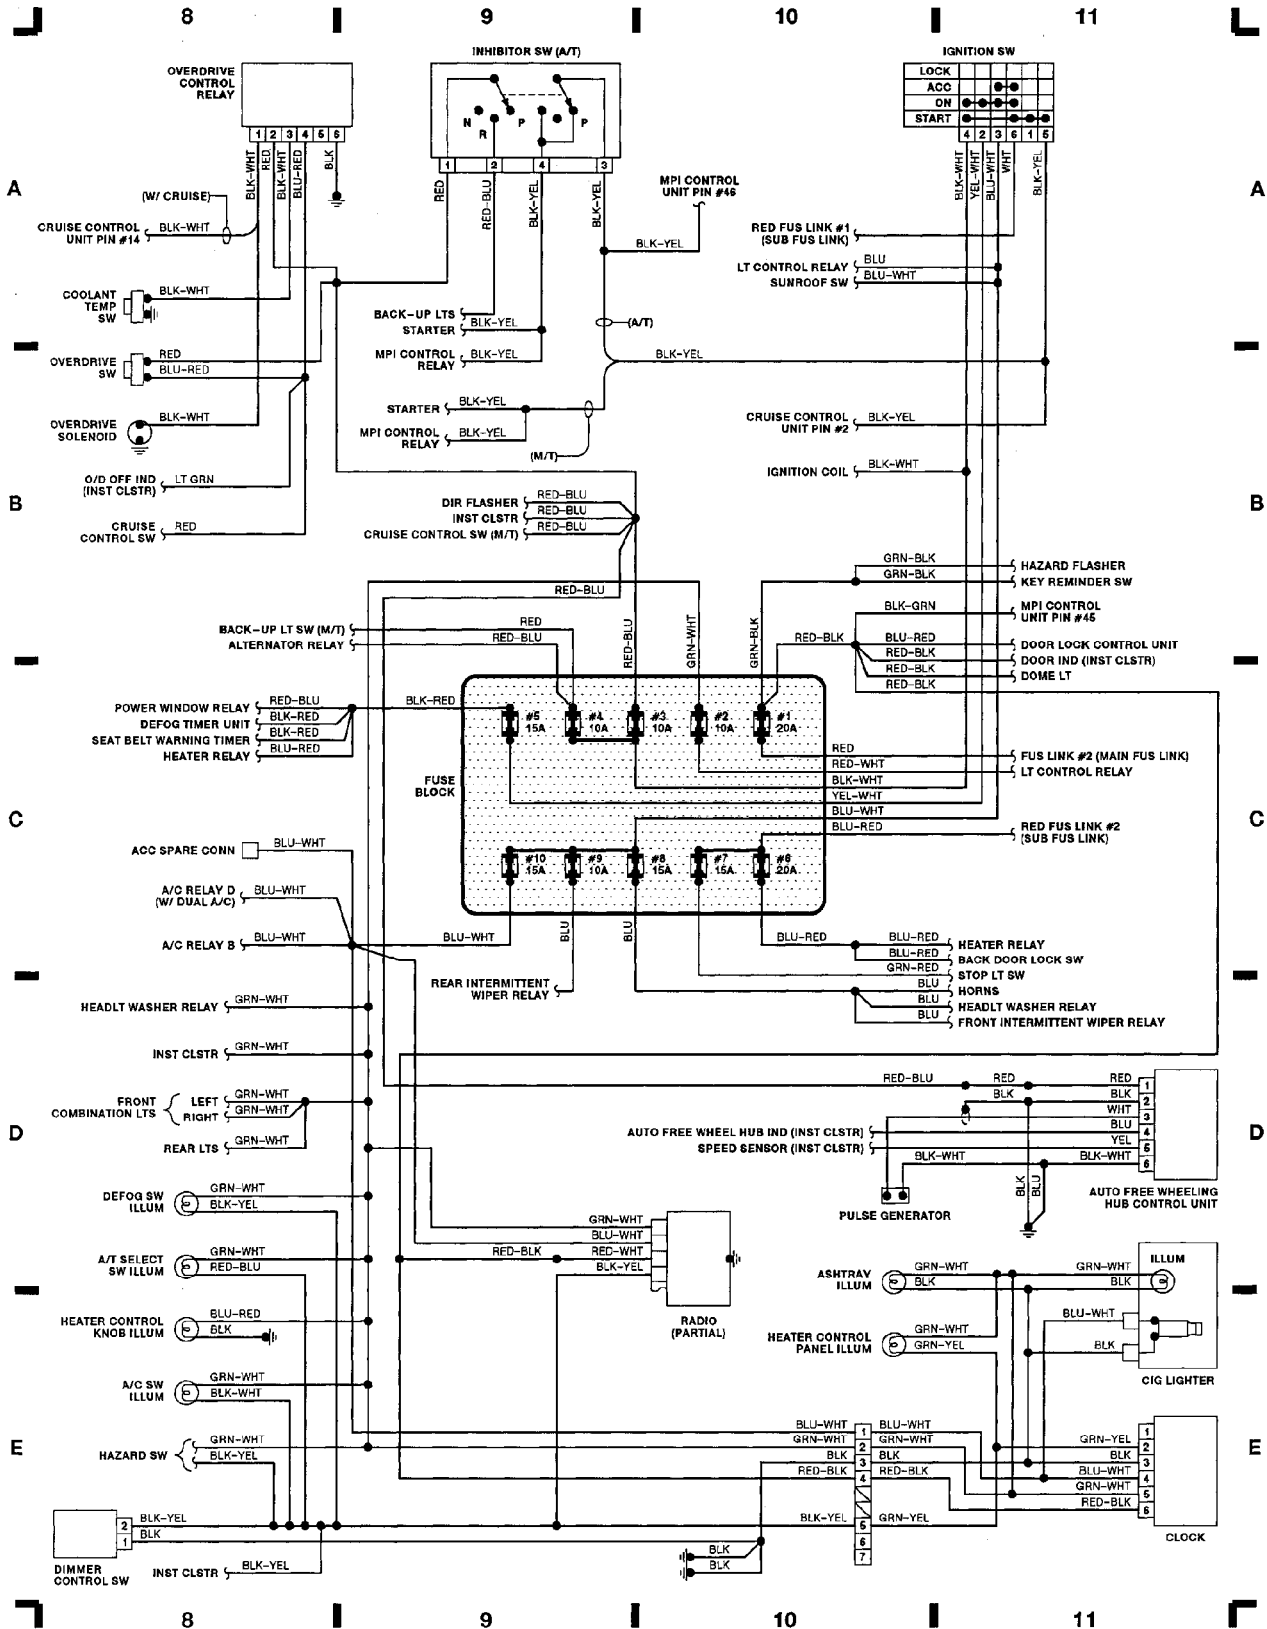 8 9 10 11
OVERDRIVE
CONTROL
RELAY
1 2 3 4 5 6
BLK-WHT
RED
BLK-WHT
BLU-RED
BLK
INHIBITOR SW (A/T)
N R P P
1 2 4 3
RED
RED-BLU
BLK-YEL
BLK-YEL
IGNITION SW
LOCK
ACC
ON
START
4 2 3 6 1 5
BLK-WHT
YEL-WHT
BLU-WHT
WHT
BLK-YEL
A
A
(W/ CRUISE)
CRUISE CONTROL
UNIT PIN #14
BLK-WHT
MPI CONTROL
UNIT PIN #46
BLK-YEL
RED FUS LINK #1
(SUB FUS LINK)
LT CONTROL RELAY BLU
SUNROOF SW BLU-WHT
COOLANT
TEMP
SW
BLK-WHT
BACK-UP LTS
STARTER BLK-YEL
(A/T)
OVERDRIVE
SW
RED
BLU-RED
MPI CONTROL
RELAY
BLK-YEL
BLK-YEL
OVERDRIVE
SOLENOID
BLK-WHT
STARTER BLK-YEL
MPI CONTROL
RELAY
BLK-YEL
(M/T)
CRUISE CONTROL
UNIT PIN #2
BLK-YEL
IGNITION COIL BLK-WHT
O/D OFF IND
(INST CLSTR)
LT GRN
B
B
CRUISE
CONTROL SW
RED
DIR FLASHER RED-BLU
INST CLSTR RED-BLU
CRUISE CONTROL SW (M/T) RED-BLU
RED-BLU
GRN-BLK HAZARD FLASHER
GRN-BLK KEY REMINDER SW
BLK-GRN MPI CONTROL
UNIT PIN #45
BACK-UP LT SW (M/T) RED
ALTERNATOR RELAY RED-BLU
RED-BLU
GRN-WHT
GRN-BLK
RED-BLK
BLU-RED DOOR LOCK CONTROL UNIT
RED-BLK DOOR IND (INST CLSTR)
RED-BLK DOME LT
RED-BLK
POWER WINDOW RELAY RED-BLU
DEFOG TIMER UNIT BLK-RED
SEAT BELT WARNING TIMER BLK-RED
HEATER RELAY BLU-RED
BLK-RED
#5 15A
#4 10A
#3 10A
#2 10A
#1 20A
FUSE
BLOCK
RED FUS LINK #2 (MAIN FUS LINK)
RED-WHT LT CONTROL RELAY
BLK-WHT
YEL-WHT
BLU-WHT
BLU-RED RED FUS LINK #2
(SUB FUS LINK)
C
C
#10 15A
#9 10A
#8 15A
#7 15A
#6 20A
ACC SPARE CONN BLU-WHT
A/C RELAY D
(W/ DUAL A/C)
BLU-WHT
A/C RELAY B BLU-WHT
BLU-WHT
BLU
BLU
BLU-RED
BLU-RED HEATER RELAY
BLU-RED BACK DOOR LOCK SW
GRN-RED STOP LT SW
BLU HORNS
BLU HEADLT WASHER RELAY
BLU FRONT INTERMITTENT WIPER RELAY
REAR INTERMITTENT
WIPER RELAY
HEADLT WASHER RELAY GRN-WHT
INST CLSTR GRN-WHT
FRONT
COMBINATION LTS
LEFT GRN-WHT
RIGHT GRN-WHT
REAR LTS GRN-WHT
D
D
RED-BLU RED RED 1
BLK BLK 2
WHT 3
AUTO FREE WHEEL HUB IND (INST CLSTR) BLU 4
SPEED SENSOR (INST CLSTR) YEL 5
BLK-WHT BLK-WHT 6
BLK
BLU
PULSE GENERATOR
AUTO FREE WHEELING
HUB CONTROL UNIT
DEFOG SW
ILLUM
GRN-WHT
BLK-YEL
A/T SELECT
SW ILLUM
GRN-WHT
RED-BLU
GRN-WHT
BLU-WHT
RED-BLK RED-WHT
BLK-YEL
RADIO
(PARTIAL)
ASHTRAY
ILLUM
GRN-WHT
BLK
GRN-WHT
BLK
ILLUM
HEATER CONTROL
KNOB ILLUM
BLU-RED
BLK
HEATER CONTROL
PANEL ILLUM
GRN-WHT
GRN-YEL
BLU-WHT
BLK
CIG LIGHTER
A/C SW
ILLUM
GRN-WHT
BLK-WHT
E
E
HAZARD SW
GRN-WHT
BLK-YEL
BLU-WHT 1 BLU-WHT
GRN-WHT 2 GRN-WHT
BLK 3 BLK
RED-BLK 4 RED-BLK
BLK-YEL 5 GRN-YEL
6
7
1
GRN-YEL 2
BLK 3
BLU-WHT 4
GRN-WHT 5
RED-BLK 6
CLOCK
2 BLK-YEL
1 BLK
DIMMER
CONTROL SW
INST CLSTR BLK-YEL
BLK
BLK
8 9 10 11